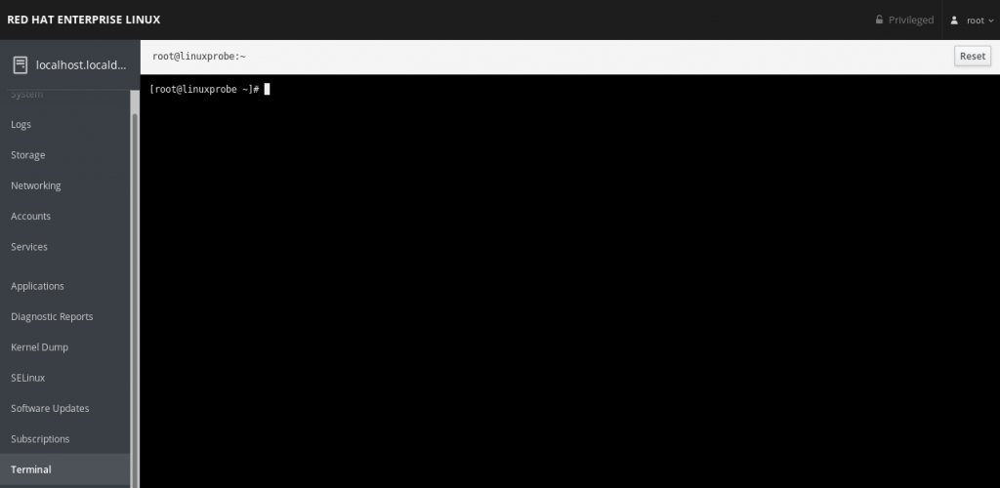 RED HAT ENTERPRISE LINUX
Privileged
root
localhost.locald...
root@linuxprobe:~
Reset
[root@linuxprobe ~]#
System
Logs
Storage
Networking
Accounts
Services
Applications
Diagnostic Reports
Kernel Dump
SELinux
Software Updates
Subscriptions
Terminal